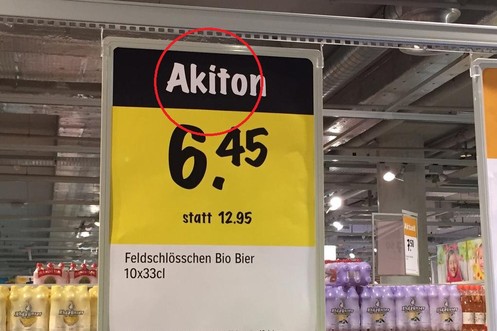 Akiton
6.45
statt 12.95
Feldschlösschen Bio Bier
10x33cl